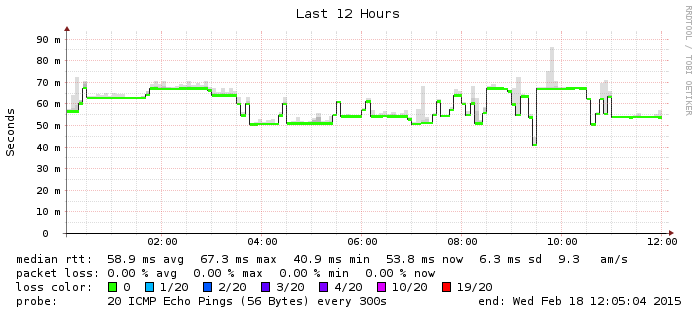 Last 12 Hours
RRDTOOL / TOBI OETIKER
Seconds
90 m
80 m
70 m
60 m
50 m
40 m
30 m
20 m
10 m
0
02:00 04:00 06:00 08:00 10:00 12:00
median rtt: 58.9 ms avg 67.3 ms max 40.9 ms min 53.8 ms now 6.3 ms sd 9.3 am/s
packet loss: 0.00 % avg 0.00 % max 0.00 % min 0.00 % now
loss color: 0 1/20 2/20 3/20 4/20 10/20 19/20
probe: 20 ICMP Echo Pings (56 Bytes) every 300s end: Wed Feb 18 12:05:04 2015